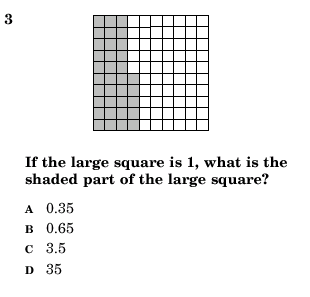 3
If the large square is 1, what is the
shaded part of the large square?
A 0.35
B 0.65
C 3.5
D 35